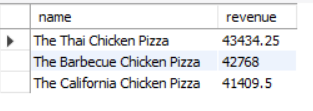 name revenue
The Thai Chicken Pizza 43434.25
The Barbecue Chicken Pizza 42768
The California Chicken Pizza 41409.5